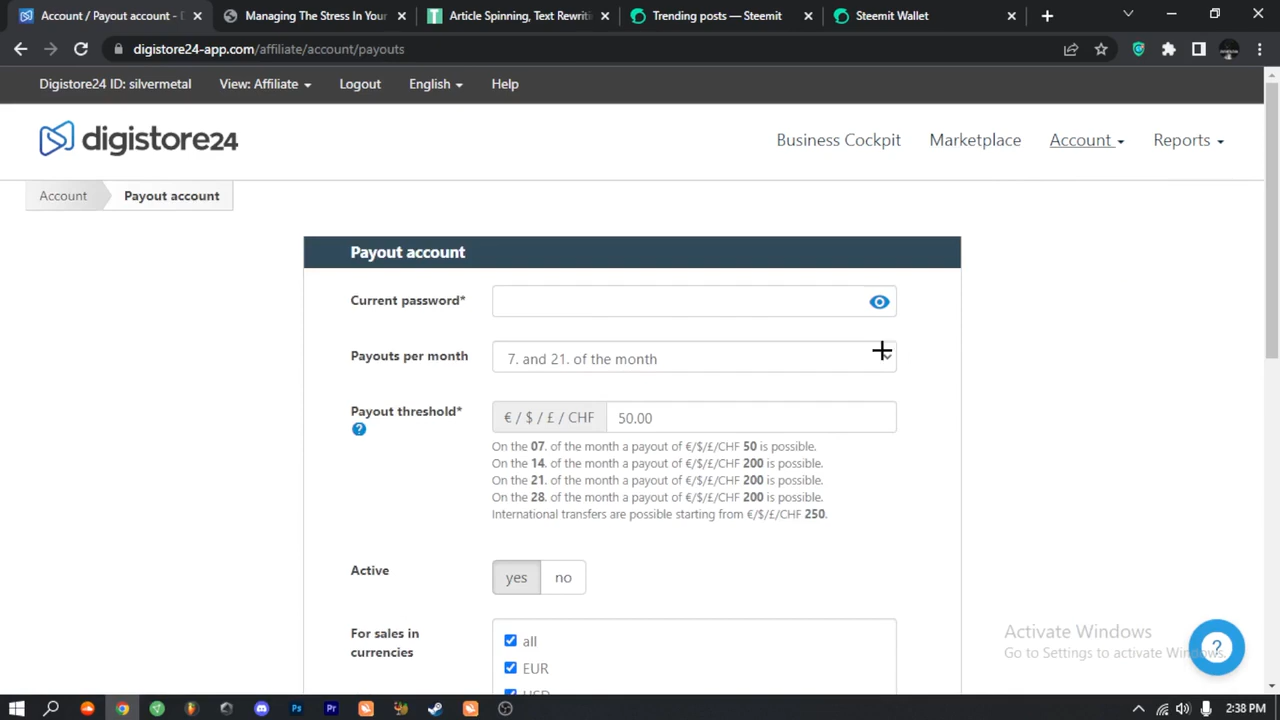 Account / Payout account - D
Managing The Stress In Your
Article Spinning, Text Rewriti
Trending posts — Steemit
Steemit Wallet
digistore24-app.com/affiliate/account/payouts
Digistore24 ID: silvermetal View: Affiliate Logout English Help
digistore24
Business Cockpit Marketplace Account Reports
Account Payout account
Payout account
Current password*
Payouts per month 7. and 21. of the month
Payout threshold* € / $ / £ / CHF 50.00
On the 07. of the month a payout of €/$/£/CHF 50 is possible.
On the 14. of the month a payout of €/$/£/CHF 200 is possible.
On the 21. of the month a payout of €/$/£/CHF 200 is possible.
On the 28. of the month a payout of €/$/£/CHF 200 is possible.
International transfers are possible starting from €/$/£/CHF 250.
Active yes no
For sales in
currencies
all
EUR
USD
Activate Windows
Go to Settings to activate Windows.
2:38 PM